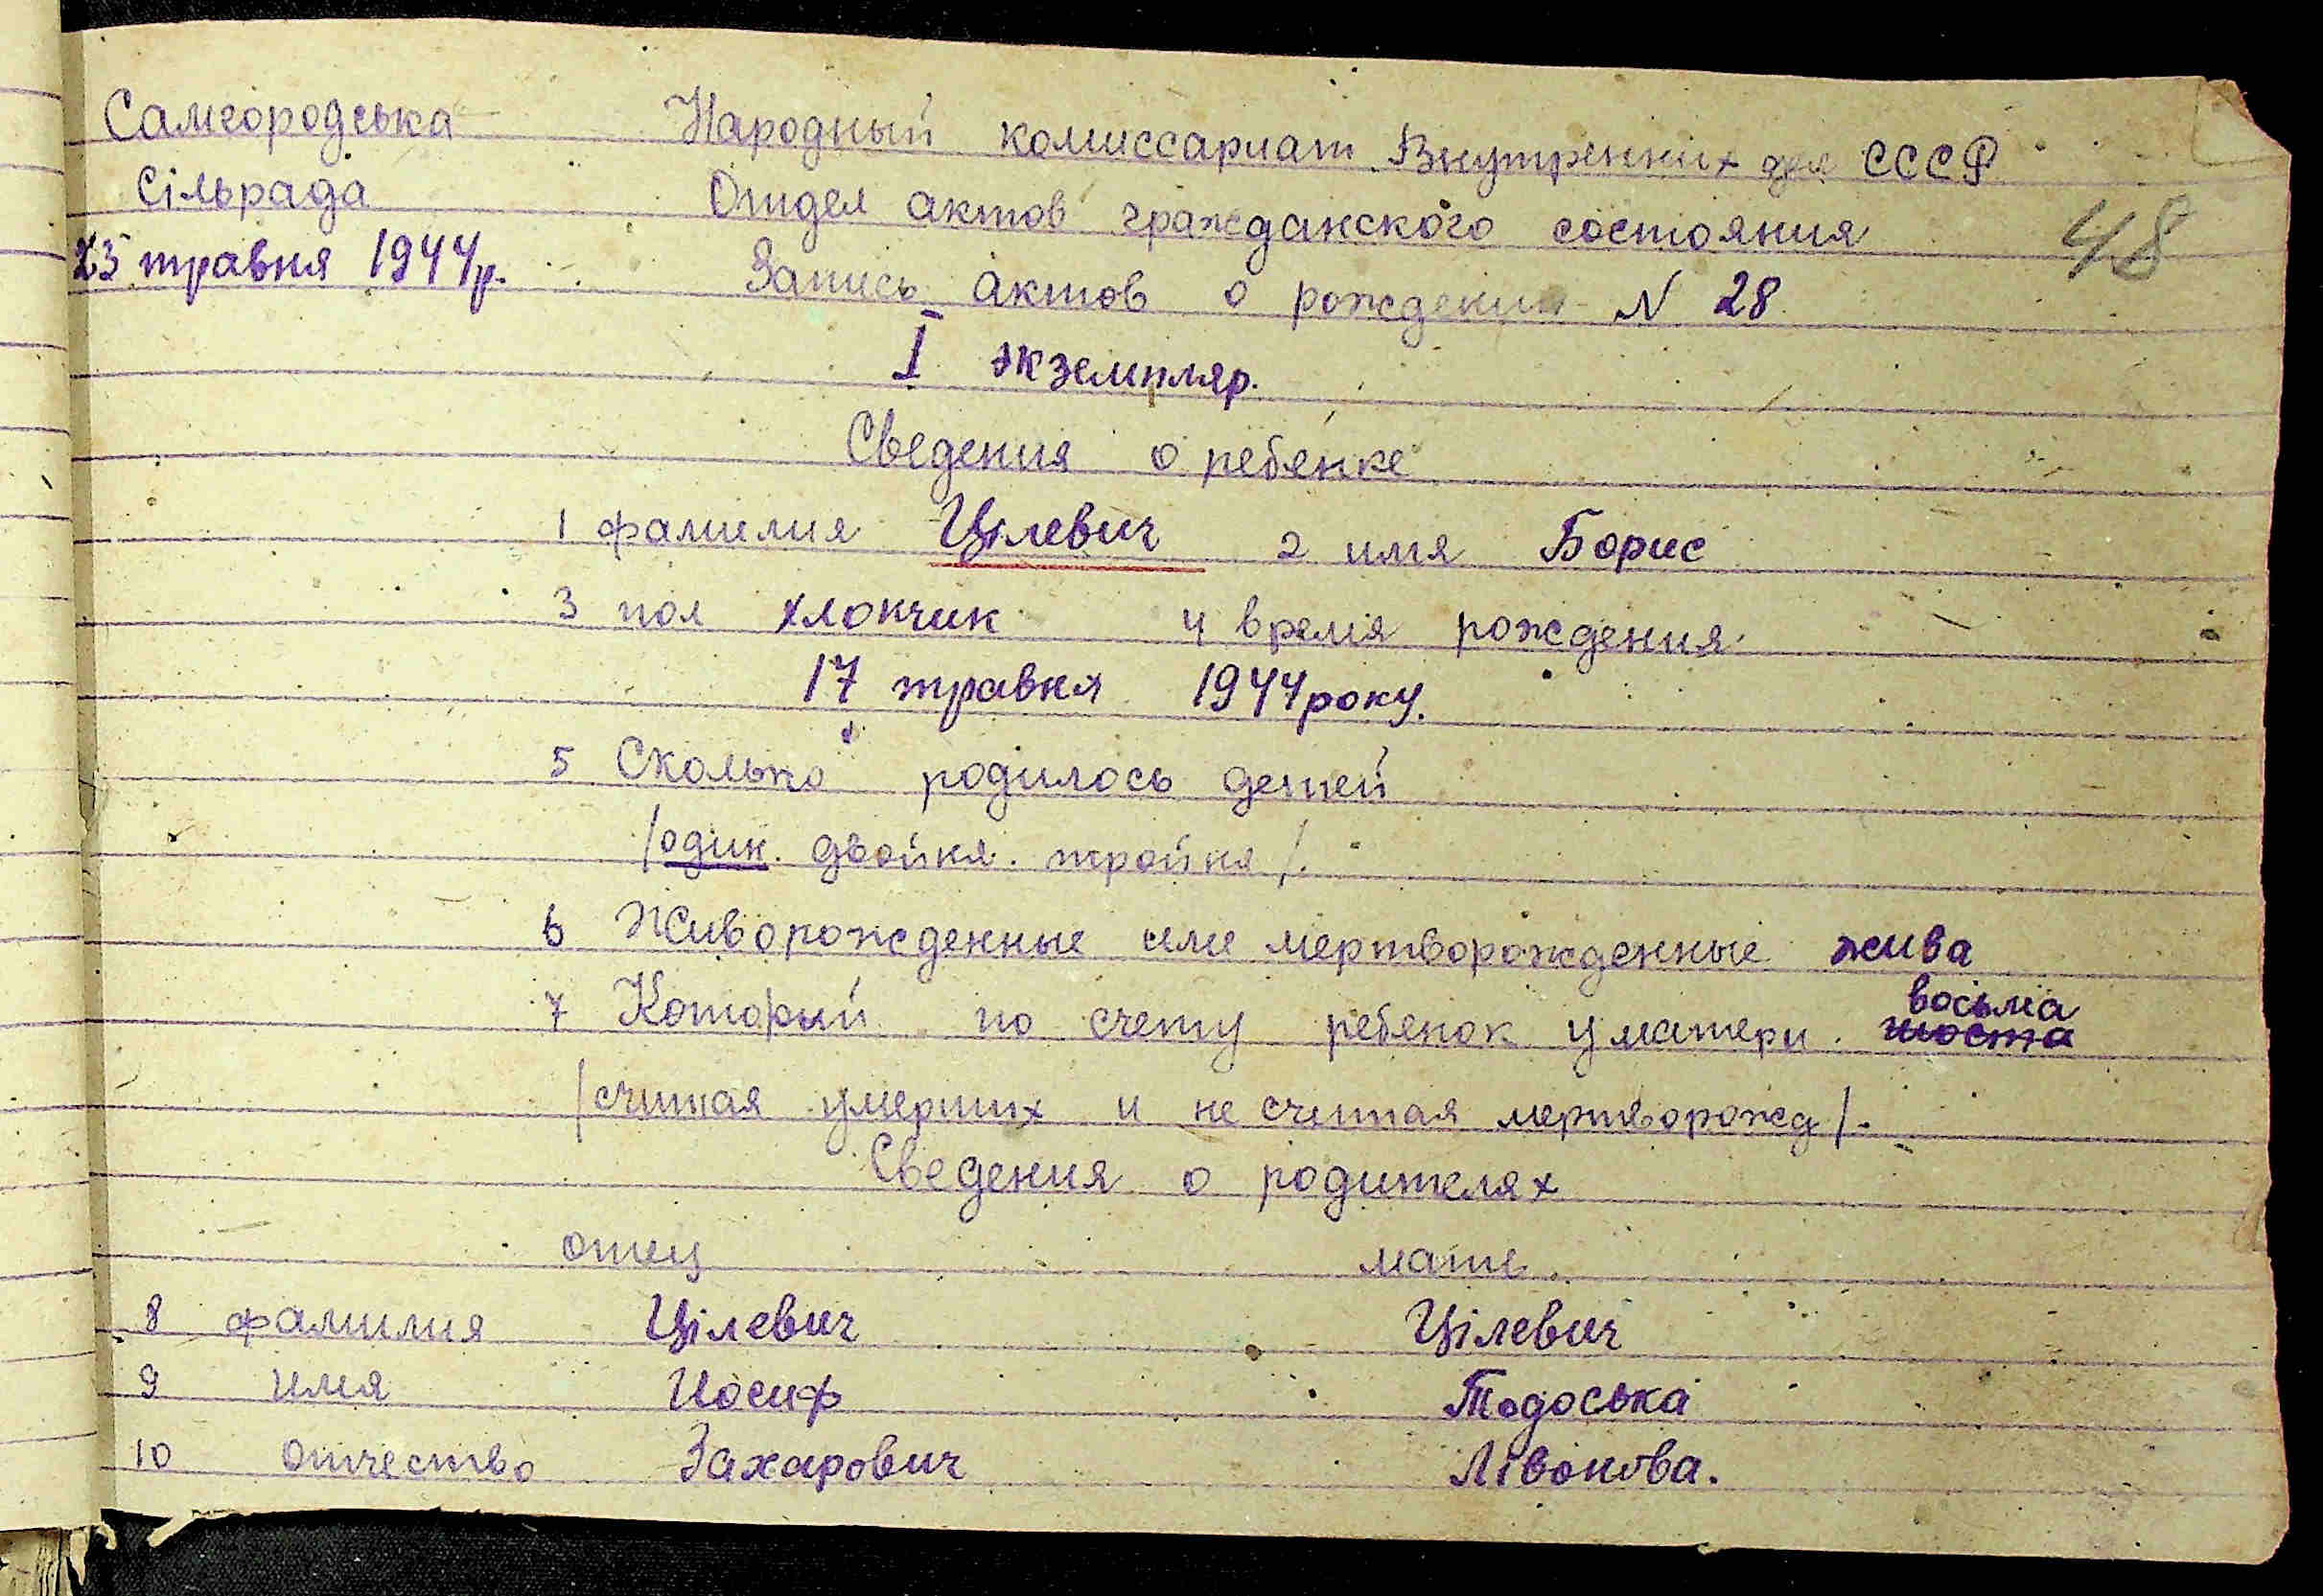 Самгородська Народный комиссариат Внутренних дел СССР
Сільрада Отдел актов гражданского состояния
23 травня 1944р. Запись актов о рождении N 28
48
I экземпляр.
Сведения о ребёнке
1 фамилия Цілевич 2 имя Борис
3 пол хлопчик 4 время рождения
17 травня 1944 року.
5 Сколько родилось детей
/один. двойня. тройня/.
6 Живорожденные или мертворожденные жива
7 Который по счету ребенок у матери восьма
шоста
/считая умерших и не считая мертворожд/.
Сведения о родителях
отец мати
8 фамилия Цілевич Цілевич
9 имя Иосиф Тодоська
10 отчество Захарович Лівонова.